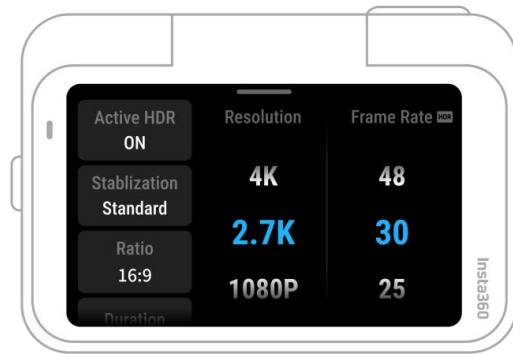 Active HDR
ON
Stablization
Standard
Ratio
16:9
Duration
Resolution
4K
2.7K
1080P
Frame Rate HDR
48
30
25
Insta360